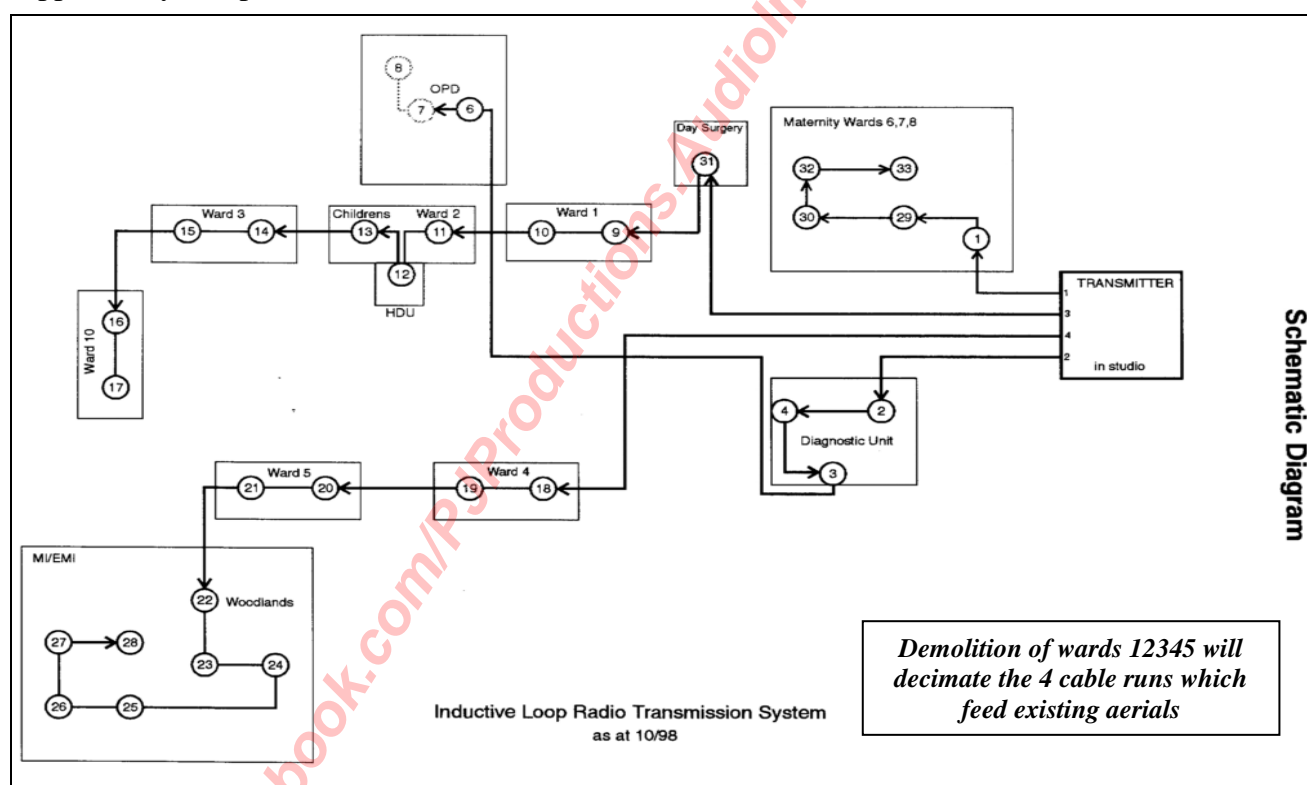 8
OPD
7
6
Day Surgery
31
Maternity Wards 6,7,8
32
33
30
29
1
Ward 3
15
14
Childrens
Ward 2
13
11
12
HDU
Ward 1
10
9
Ward 10
16
17
TRANSMITTER
1
3
4
2
in studio
Schematic Diagram
4
2
Diagnostic Unit
3
Ward 5
21
20
Ward 4
19
18
MI/EMI
22
Woodlands
27
28
23
24
26
25
Inductive Loop Radio Transmission System
as at 10/98
Demolition of wards 12345 will
decimate the 4 cable runs which
feed existing aerials
book.com/PJProductions.AudioIn